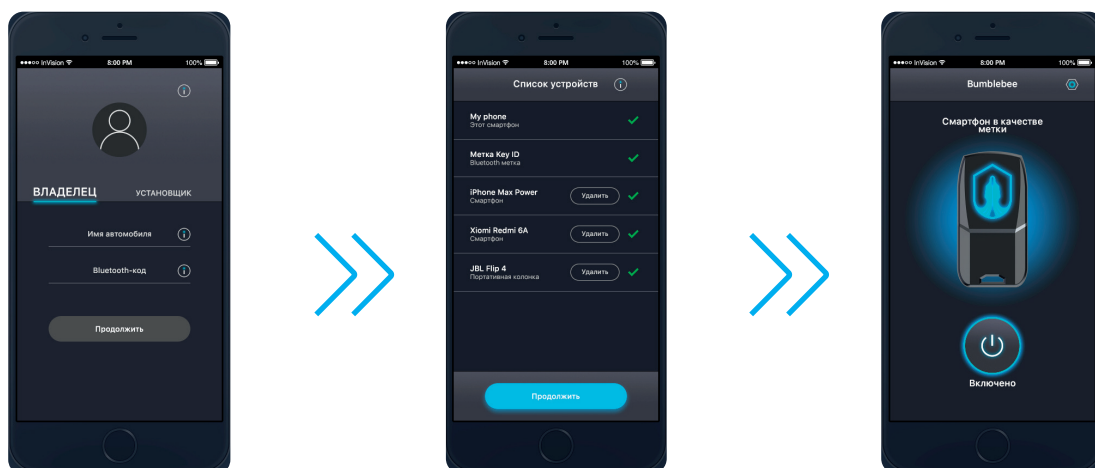 InVision 8:00 PM 100%
ВЛАДЕЛЕЦ УСТАНОВЩИК
Имя автомобиля
Bluetooth-код
Продолжить
InVision 8:00 PM 100%
Список устройств
My phone
Этот смартфон
Метка Key ID
Bluetooth метка
iPhone Max Power
Смартфон
Удалить
Xiomi Redmi 6A
Смартфон
Удалить
JBL Flip 4
Портативная колонка
Удалить
Продолжить
InVision 8:00 PM 100%
Bumblebee
Смартфон в качестве
метки
Включено